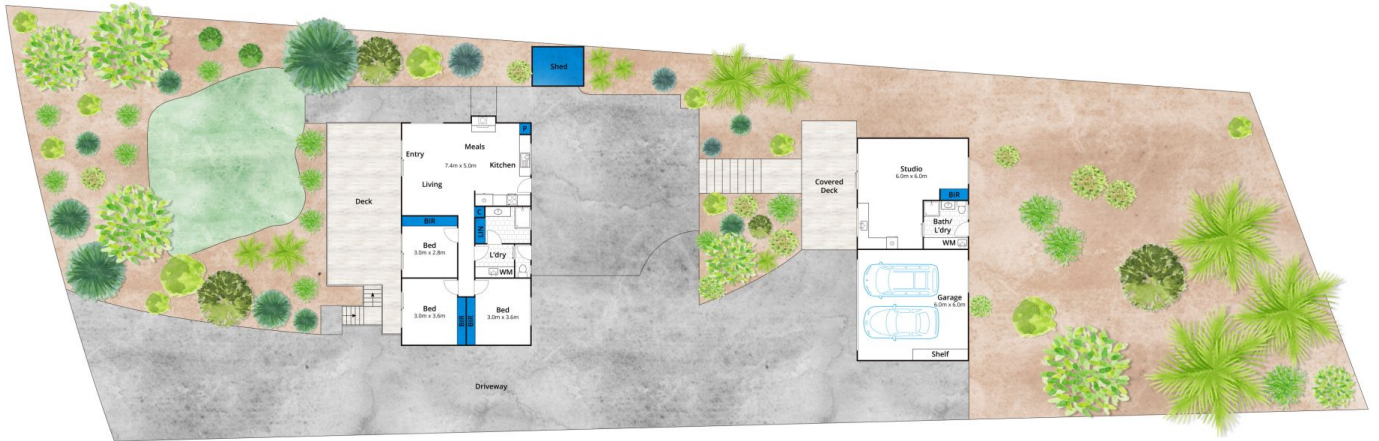 Shed
Entry
Meals
P
7.4m x 5.0m
Kitchen
Living
Deck
BIR
C
LIN
Bed
3.0m x 2.8m
L'dry
WM
Bed
3.0m x 3.6m
BIR
BIR
Bed
3.0m x 3.6m
Driveway
Covered
Deck
Studio
6.0m x 6.0m
BIR
Bath/
L'dry
WM
Garage
6.0m x 6.0m
Shelf